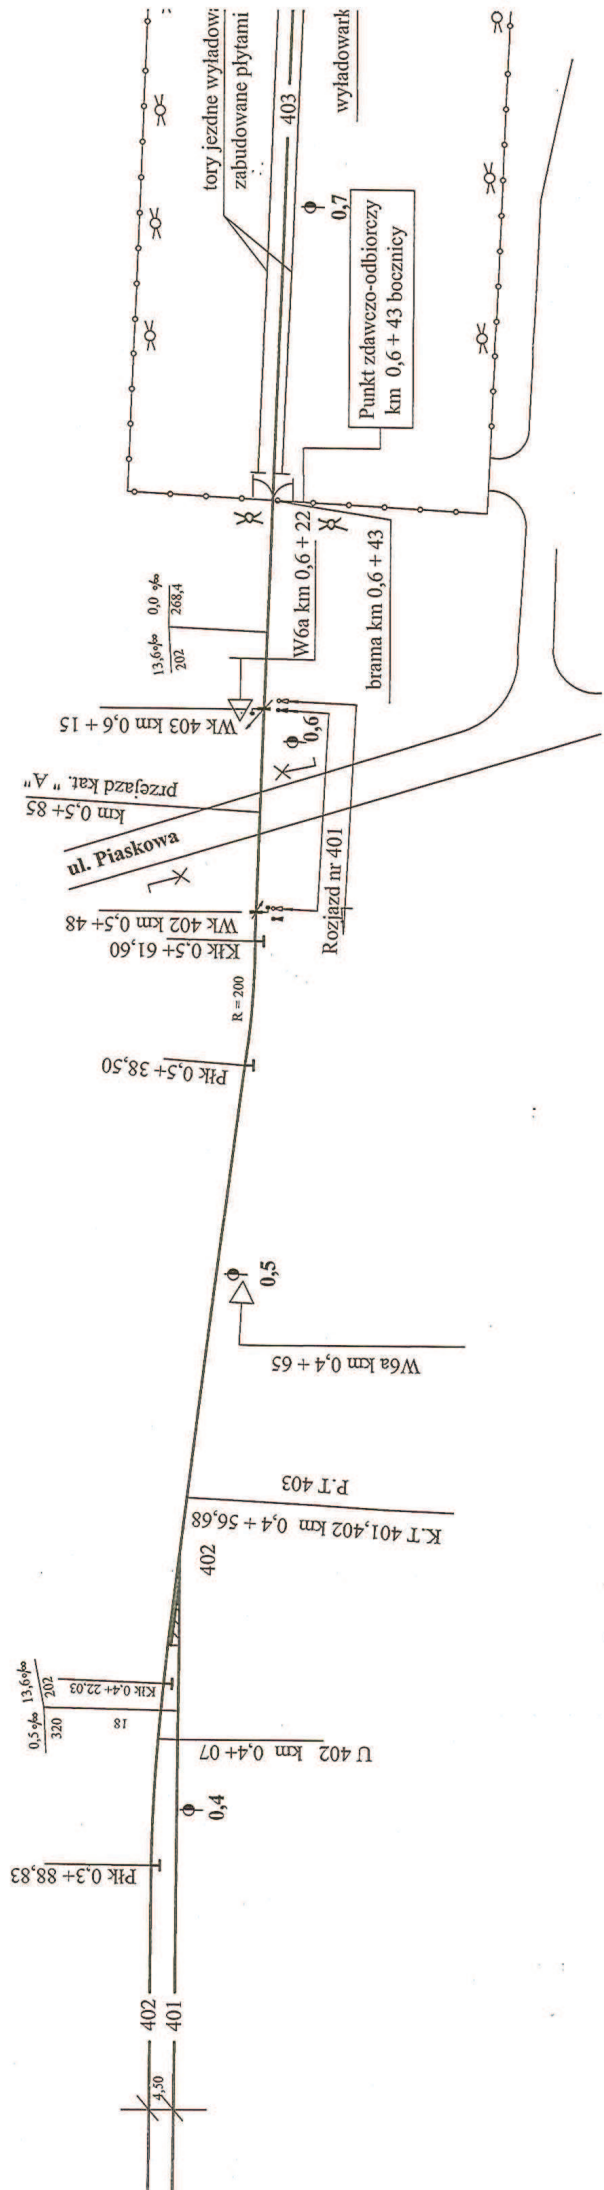 tory jezdne wyładow
zabudowane płytami
403
wyładowark
0,7
Punkt zdawczo-odbiorczy
km 0,6 + 43 bocznicy
W6a km 0,6 + 22
brama km 0,6 + 43
13,6‰ 0,0 ‰
202 268,4
Wk 403 km 0,6 + 15
0,6
przejazd kat. " A"
km 0,5+ 85
ul. Piaskowa
Rozjazd nr 401
Wk 402 km 0,5+ 48
Kłk 0,5+ 61,60
R = 200
Płk 0,5+ 38,50
0,5
W6a km 0,4 + 65
P.T 403
K.T 401,402 km 0,4 + 56,68
402
0,5‰ 13,6‰
320 202
Kłk 0,4+ 22,03
18
U 402 km 0,4+ 07
0,4
Płk 0,3+ 88,83
402
401
4,50